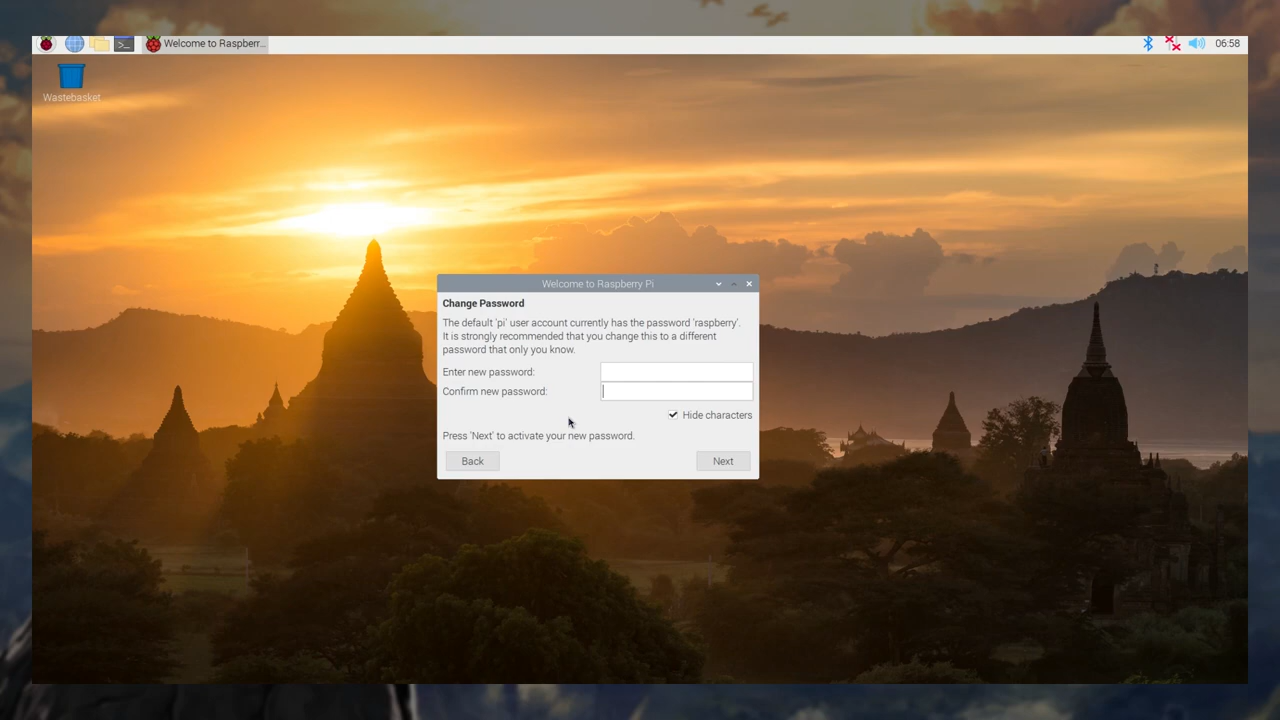 Welcome to Raspberr...
06:58
Wastebasket
Welcome to Raspberry Pi
Change Password
The default 'pi' user account currently has the password 'raspberry'.
It is strongly recommended that you change this to a different
password that only you know.
Enter new password:
Confirm new password:
Hide characters
Press 'Next' to activate your new password.
Back
Next